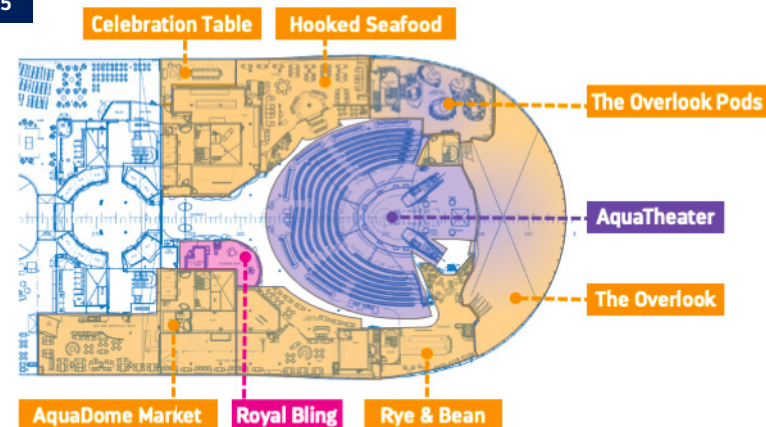 5
Celebration Table
Hooked Seafood
The Overlook Pods
AquaTheater
The Overlook
AquaDome Market
Royal Bling
Rye & Bean